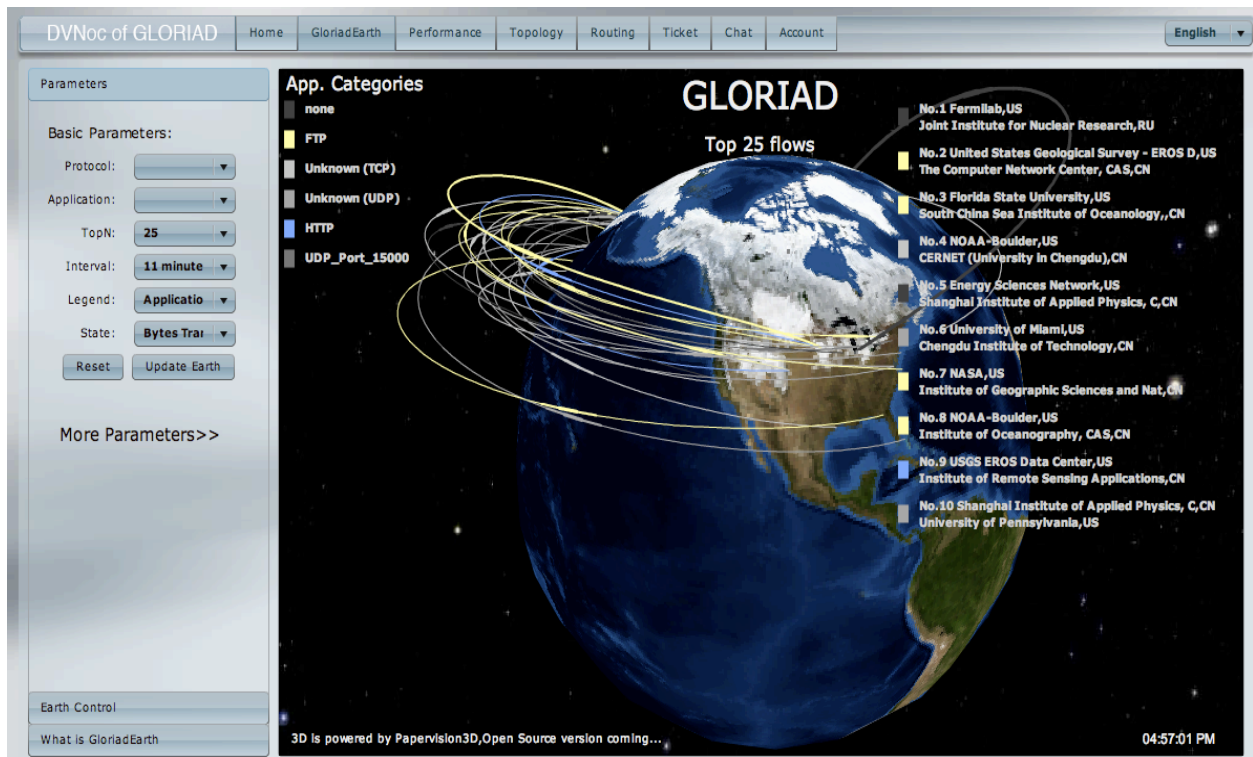 DVNoc of GLORIAD
Home
GloriadEarth
Performance
Topology
Routing
Ticket
Chat
Account
English
Parameters
Basic Parameters:
Protocol:
Application:
TopN:
25
Interval:
11 minute
Legend:
Applicatio
State:
Bytes Trar
Reset
Update Earth
More Parameters>>
Earth Control
What is GloriadEarth
App. Categories
none
FTP
Unknown (TCP)
Unknown (UDP)
HTTP
UDP_Port_15000
GLORIAD
Top 25 flows
No.1 Fermilab,US
Joint Institute for Nuclear Research,RU
No.2 United States Geological Survey - EROS D,US
The Computer Network Center, CAS,CN
No.3 Florida State University,US
South China Sea Institute of Oceanology,,CN
No.4 NOAA-Boulder,US
CERNET (University in Chengdu),CN
No.5 Energy Sciences Network,US
Shanghai Institute of Applied Physics, C,CN
No.6 University of Miami,US
Chengdu Institute of Technology,CN
No.7 NASA,US
Institute of Geographic Sciences and Nat,CN
No.8 NOAA-Boulder,US
Institute of Oceanography, CAS,CN
No.9 USGS EROS Data Center,US
Institute of Remote Sensing Applications,CN
No.10 Shanghai Institute of Applied Physics, C,CN
University of Pennsylvania,US
3D is powered by Papervision3D,Open Source version coming...
04:57:01 PM